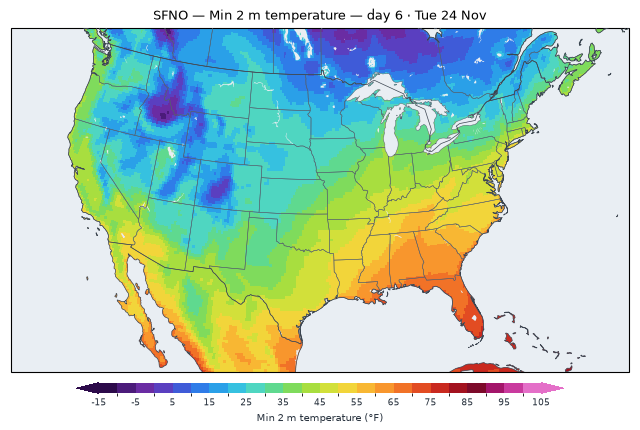 SFNO — Min 2 m temperature — day 6 · Tue 24 Nov
-15 -5 5 15 25 35 45 55 65 75 85 95 105
Min 2 m temperature (°F)